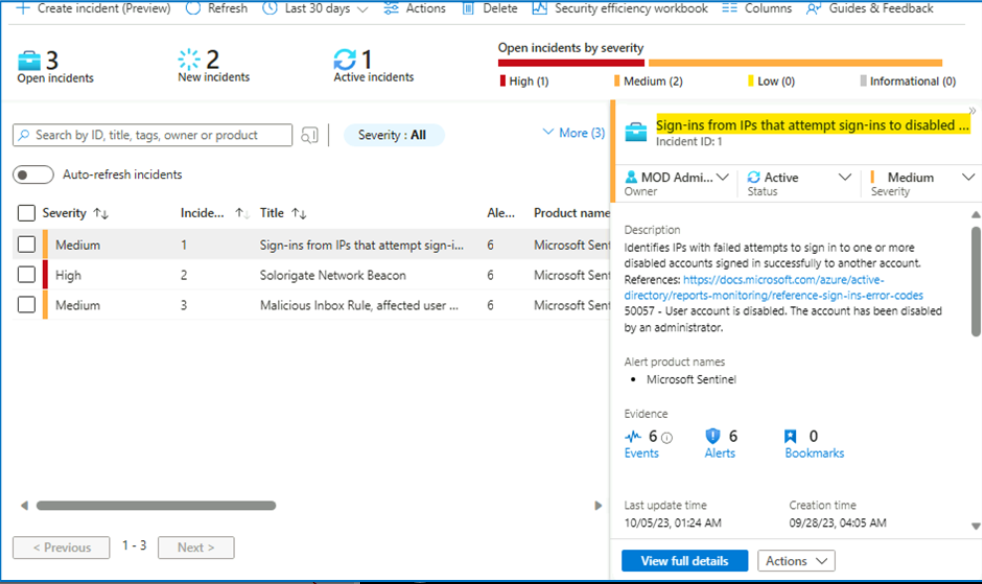 Create incident (Preview) Refresh Last 30 days Actions Delete Security efficiency workbook Columns Guides & Feedback
3
Open incidents
2
New incidents
1
Active incidents
Open incidents by severity
High (1) Medium (2) Low (0) Informational (0)
Search by ID, title, tags, owner or product
Severity : All
More (3)
Auto-refresh incidents
Severity Incide... Title Ale... Product name
Medium 1 Sign-ins from IPs that attempt sign-i... 6 Microsoft Sent
High 2 Solorigate Network Beacon 6 Microsoft Sent
Medium 3 Malicious Inbox Rule, affected user ... 6 Microsoft Sent
< Previous 1 - 3 Next >
Sign-ins from IPs that attempt sign-ins to disabled ...
Incident ID: 1
MOD Admi... Active Medium
Owner Status Severity
Description
Identifies IPs with failed attempts to sign in to one or more
disabled accounts signed in successfully to another account.
References: https://docs.microsoft.com/azure/active-
directory/reports-monitoring/reference-sign-ins-error-codes
50057 - User account is disabled. The account has been disabled
by an administrator.
Alert product names
• Microsoft Sentinel
Evidence
6 6 0
Events Alerts Bookmarks
Last update time Creation time
10/05/23, 01:24 AM 09/28/23, 04:05 AM
View full details Actions